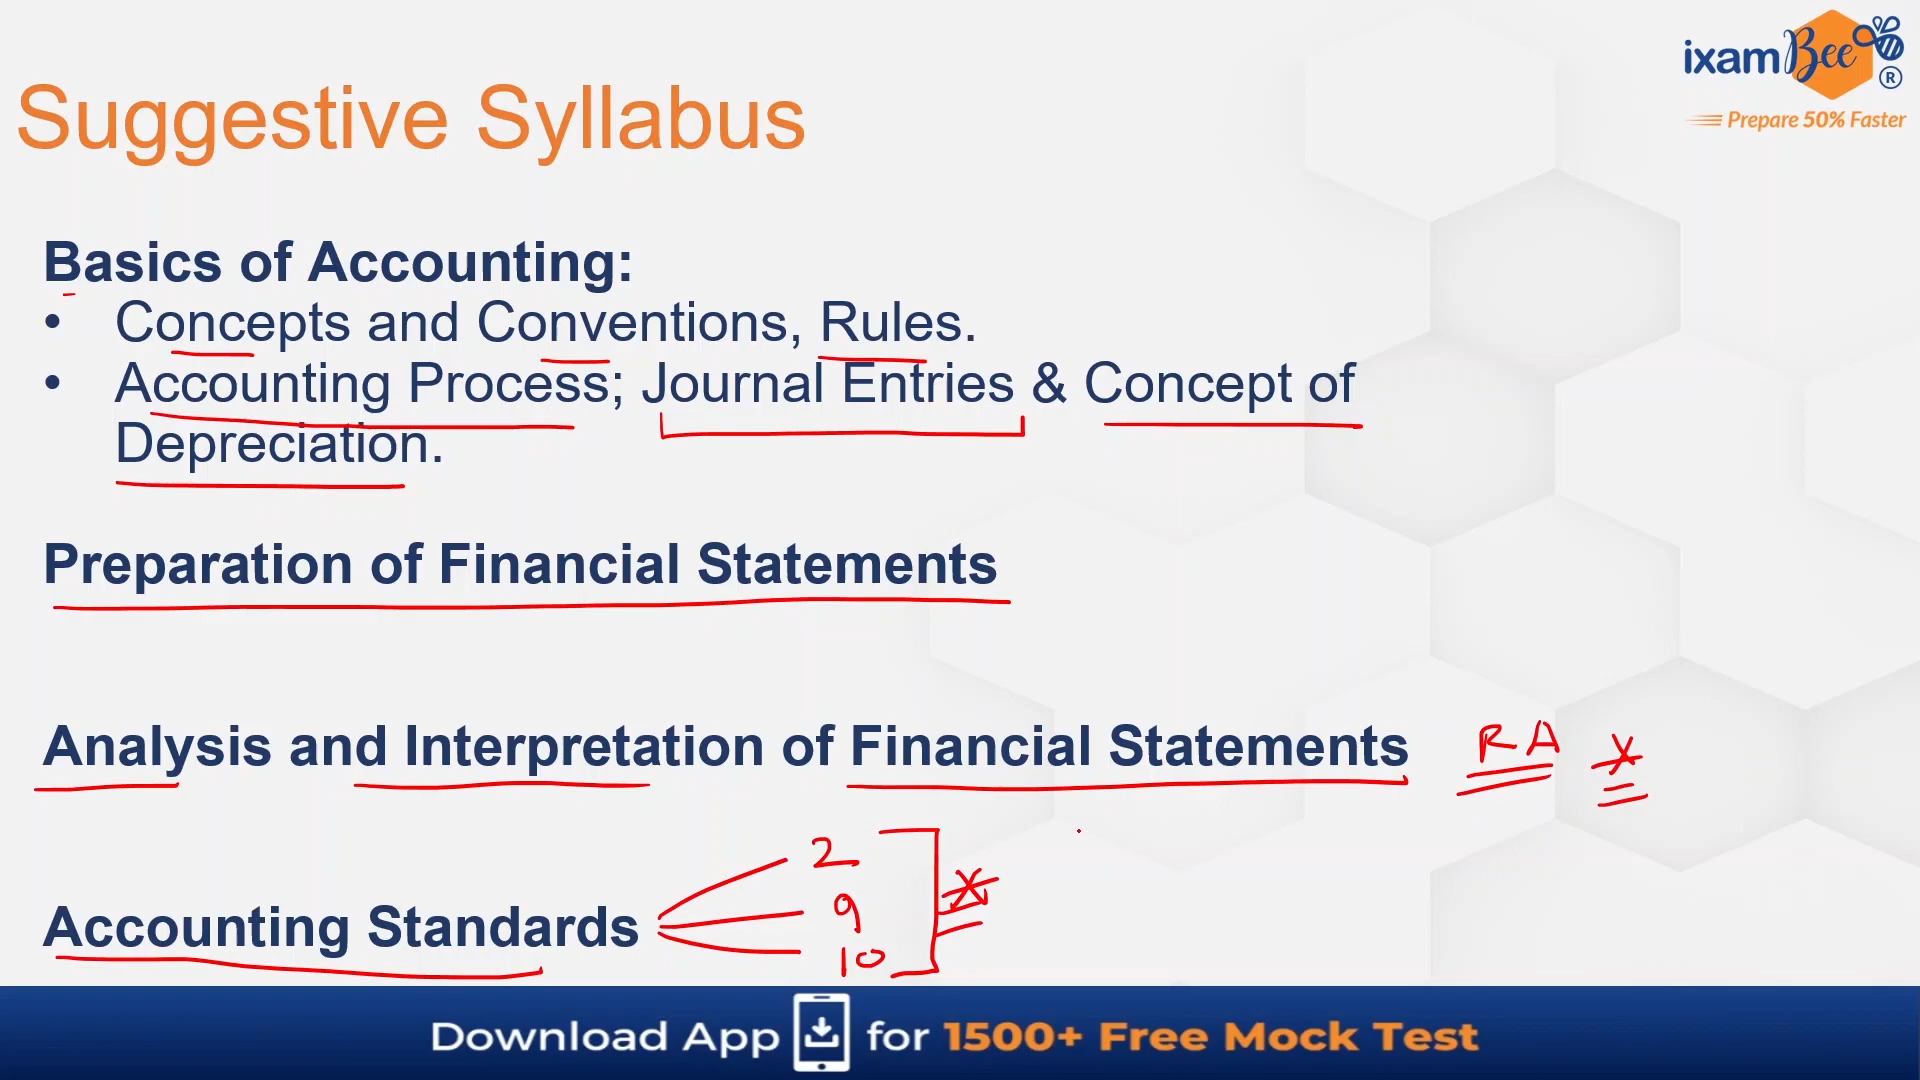 ixamBee®
Prepare 50% Faster
Suggestive Syllabus
Basics of Accounting:
• Concepts and Conventions, Rules.
• Accounting Process; Journal Entries & Concept of
Depreciation.
Preparation of Financial Statements
Analysis and Interpretation of Financial Statements RA
2
9
Accounting Standards
10
Download App for 1500+ Free Mock Test